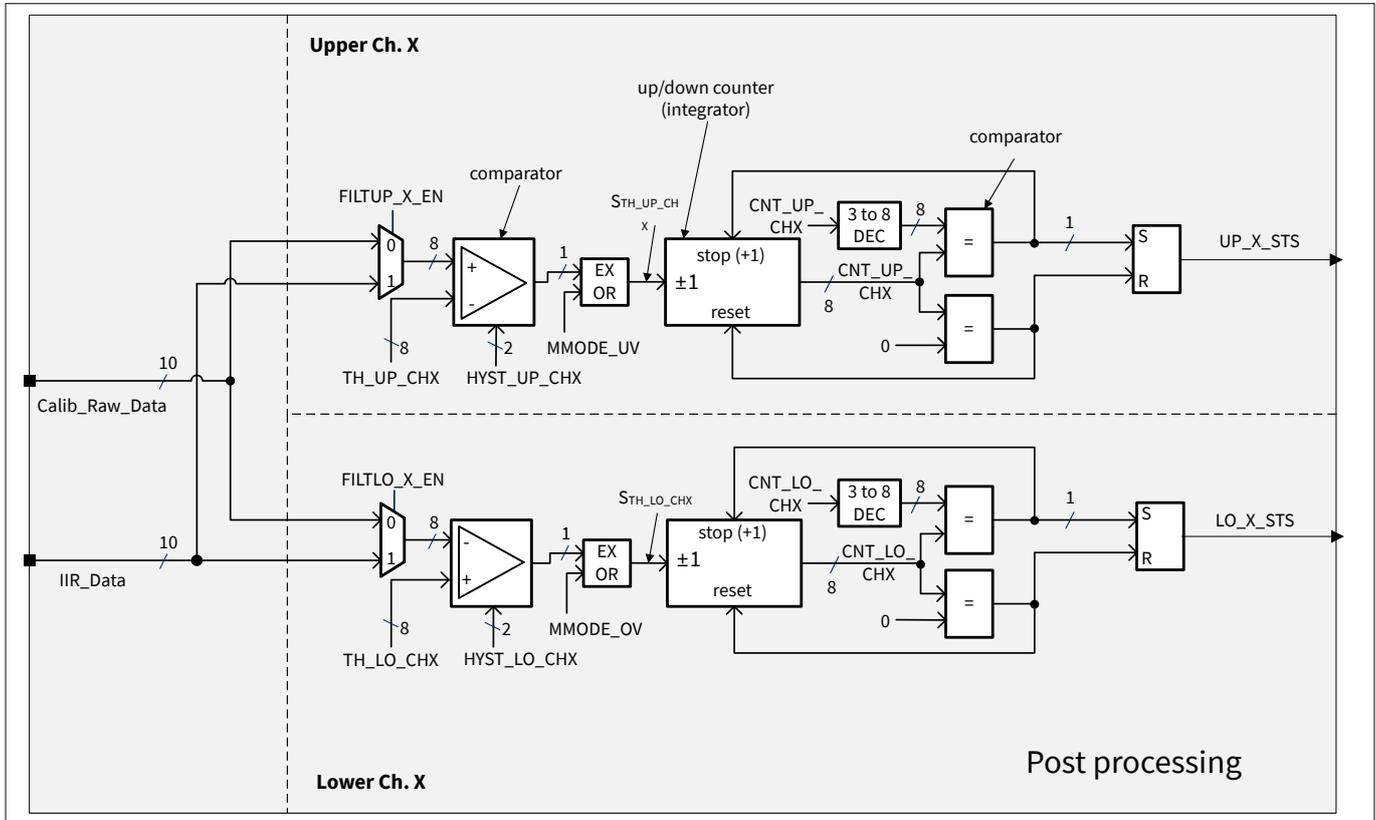 Upper Ch. X
up/down counter
(integrator)
comparator
comparator
FILTUP_X_EN
0
1
8
+
-
8
TH_UP_CHX
2
HYST_UP_CHX
1
EX
OR
MMODE_UV
STH_UP_CH
X
stop (+1)
±1
reset
CNT_UP_
CHX
3 to 8
DEC
8
=
CNT_UP_
CHX
8
0
=
1
S
R
UP_X_STS
10
Calib_Raw_Data
10
IIR_Data
FILTLO_X_EN
0
1
8
-
+
8
TH_LO_CHX
2
HYST_LO_CHX
1
EX
OR
MMODE_OV
STH_LO_CHX
stop (+1)
±1
reset
CNT_LO_
CHX
3 to 8
DEC
8
=
CNT_LO_
CHX
8
0
=
1
S
R
LO_X_STS
Post processing
Lower Ch. X